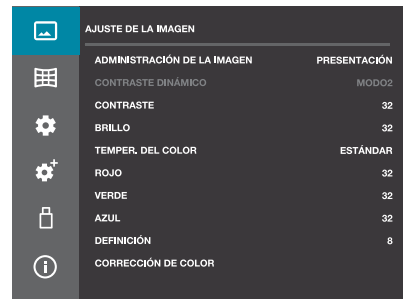 AJUSTE DE LA IMAGEN
ADMINISTRACIÓN DE LA IMAGEN PRESENTACIÓN
CONTRASTE DINÁMICO MODO2
CONTRASTE 32
BRILLO 32
TEMPER. DEL COLOR ESTÁNDAR
ROJO 32
VERDE 32
AZUL 32
DEFINICIÓN 8
CORRECCIÓN DE COLOR